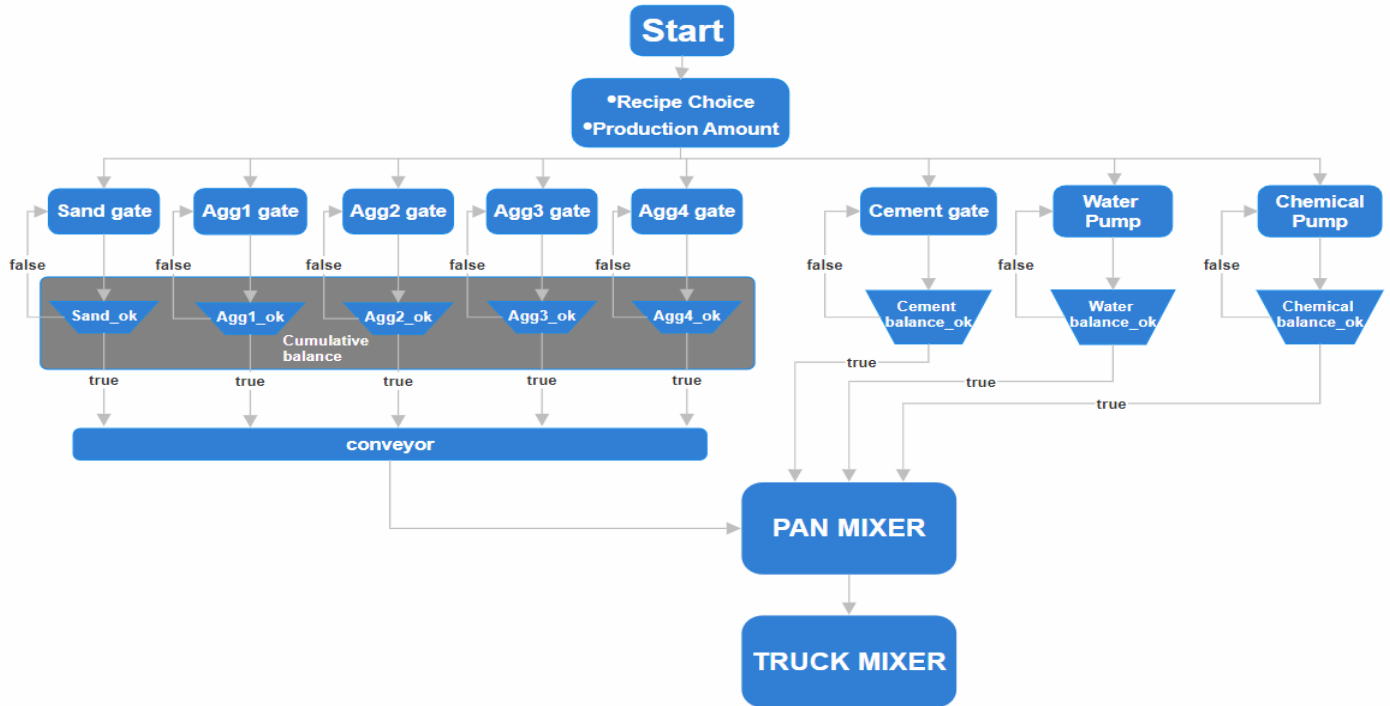 Start
•Recipe Choice
•Production Amount
Sand gate
Agg1 gate
Agg2 gate
Agg3 gate
Agg4 gate
Cement gate
Water
Pump
Chemical
Pump
false
false
false
false
false
false
false
false
Sand_ok
Agg1_ok
Agg2_ok
Agg3_ok
Agg4_ok
Cement
balance_ok
Water
balance_ok
Chemical
balance_ok
Cumulative
balance
true
true
true
true
true
true
true
true
conveyor
PAN MIXER
TRUCK MIXER